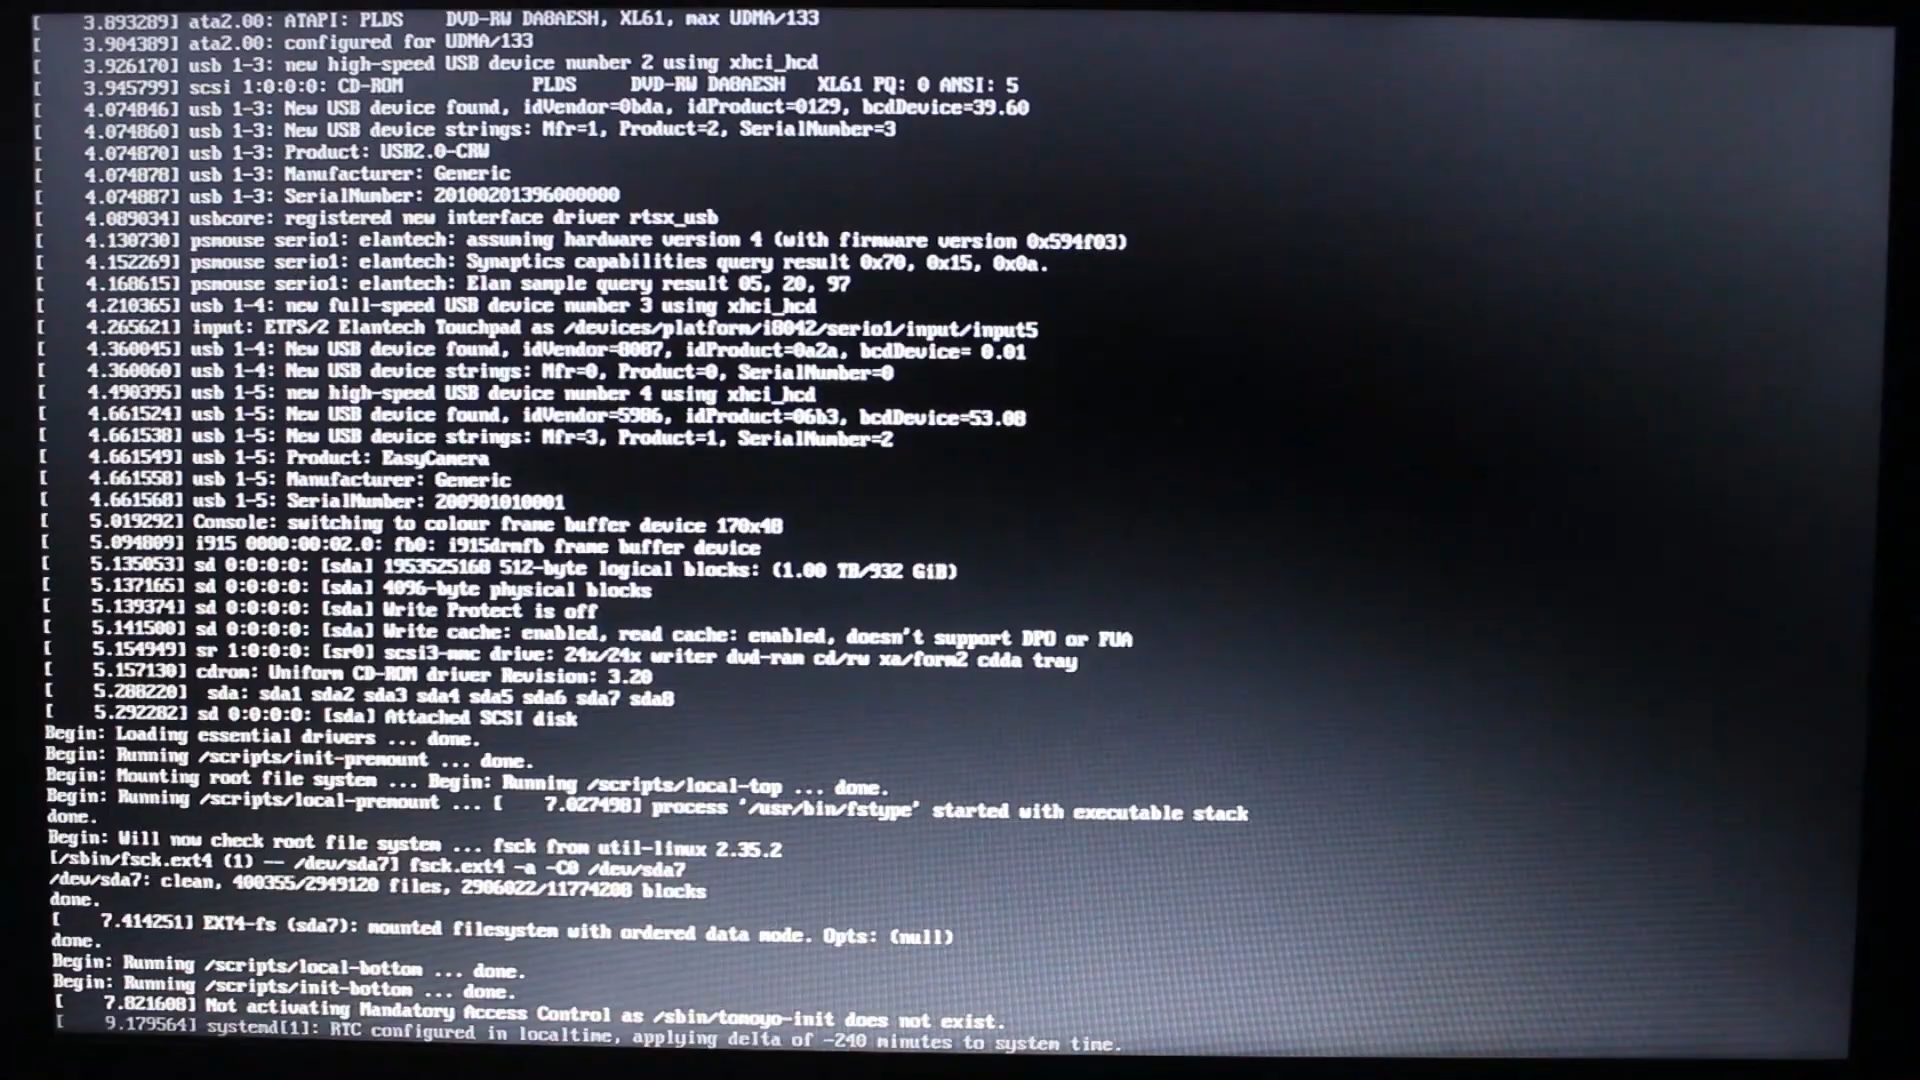 [    3.893289] ata2.00: ATAPI: PLDS    DVD-RW DA8AESH, XL61, max UDMA/133
[    3.904389] ata2.00: configured for UDMA/133
[    3.926170] usb 1-3: new high-speed USB device number 2 using xhci_hcd
[    3.945799] scsi 1:0:0:0: CD-ROM            PLDS     DVD-RW DA8AESH   XL61 PQ: 0 ANSI: 5
[    4.074846] usb 1-3: New USB device found, idVendor=0bda, idProduct=0129, bcdDevice=39.60
[    4.074860] usb 1-3: New USB device strings: Mfr=1, Product=2, SerialNumber=3
[    4.074870] usb 1-3: Product: USB2.0-CRW
[    4.074878] usb 1-3: Manufacturer: Generic
[    4.074887] usb 1-3: SerialNumber: 20100201396000000
[    4.089034] usbcore: registered new interface driver rtsx_usb
[    4.130730] psmouse serio1: elantech: assuming hardware version 4 (with firmware version 0x594f03)
[    4.152269] psmouse serio1: elantech: Synaptics capabilities query result 0x70, 0x15, 0x0a.
[    4.168615] psmouse serio1: elantech: Elan sample query result 05, 20, 97
[    4.210365] usb 1-4: new full-speed USB device number 3 using xhci_hcd
[    4.265621] input: ETPS/2 Elantech Touchpad as /devices/platform/i8042/serio1/input/input5
[    4.360045] usb 1-4: New USB device found, idVendor=8087, idProduct=0a2a, bcdDevice= 0.01
[    4.360060] usb 1-4: New USB device strings: Mfr=0, Product=0, SerialNumber=0
[    4.490395] usb 1-5: new high-speed USB device number 4 using xhci_hcd
[    4.661524] usb 1-5: New USB device found, idVendor=5986, idProduct=06b3, bcdDevice=53.08
[    4.661538] usb 1-5: New USB device strings: Mfr=3, Product=1, SerialNumber=2
[    4.661549] usb 1-5: Product: EasyCamera
[    4.661558] usb 1-5: Manufacturer: Generic
[    4.661568] usb 1-5: SerialNumber: 200901010001
[    5.019292] Console: switching to colour frame buffer device 170x48
[    5.094809] i915 0000:00:02.0: fb0: i915drmfb frame buffer device
[    5.135053] sd 0:0:0:0: [sda] 1953525168 512-byte logical blocks: (1.00 TB/932 GiB)
[    5.137165] sd 0:0:0:0: [sda] 4096-byte physical blocks
[    5.139374] sd 0:0:0:0: [sda] Write Protect is off
[    5.141500] sd 0:0:0:0: [sda] Write cache: enabled, read cache: enabled, doesn't support DPO or FUA
[    5.154949] sr 1:0:0:0: [sr0] scsi3-mmc drive: 24x/24x writer dvd-ram cd/rw xa/form2 cdda tray
[    5.157130] cdrom: Uniform CD-ROM driver Revision: 3.20
[    5.288220]  sda: sda1 sda2 sda3 sda4 sda5 sda6 sda7 sda8
[    5.292282] sd 0:0:0:0: [sda] Attached SCSI disk
Begin: Loading essential drivers ... done.
Begin: Running /scripts/init-premount ... done.
Begin: Mounting root file system ... Begin: Running /scripts/local-top ... done.
Begin: Running /scripts/local-premount ... [    7.027498] process '/usr/bin/fstype' started with executable stack
done.
Begin: Will now check root file system ... fsck from util-linux 2.35.2
[/sbin/fsck.ext4 (1) -- /dev/sda7] fsck.ext4 -a -C0 /dev/sda7
/dev/sda7: clean, 400355/2949120 files, 2906022/11774208 blocks
done.
[    7.414251] EXT4-fs (sda7): mounted filesystem with ordered data mode. Opts: (null)
done.
Begin: Running /scripts/local-bottom ... done.
Begin: Running /scripts/init-bottom ... done.
[    7.821608] Not activating Mandatory Access Control as /sbin/tomoyo-init does not exist.
[    9.179564] systemd[1]: RTC configured in localtime, applying delta of -240 minutes to system time.